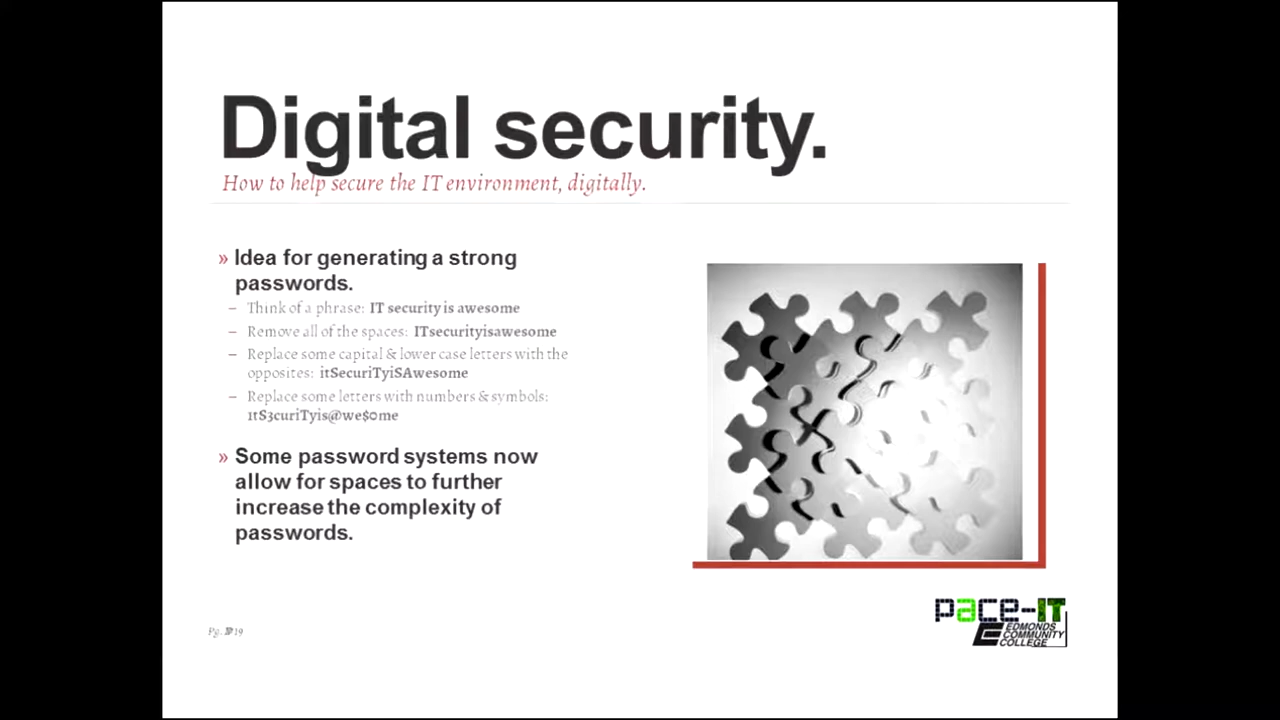 Digital security.
How to help secure the IT environment, digitally.
» Idea for generating a strong
passwords.
– Think of a phrase: IT security is awesome
– Remove all of the spaces: ITsecurityisawesome
– Replace some capital & lower case letters with the
opposites: itSecuriTyiSAwesome
– Replace some letters with numbers & symbols:
1tS3curiTyis@we$0me
» Some password systems now
allow for spaces to further
increase the complexity of
passwords.
pace-IT
EDMONDS
COMMUNITY
COLLEGE
Pg. 19